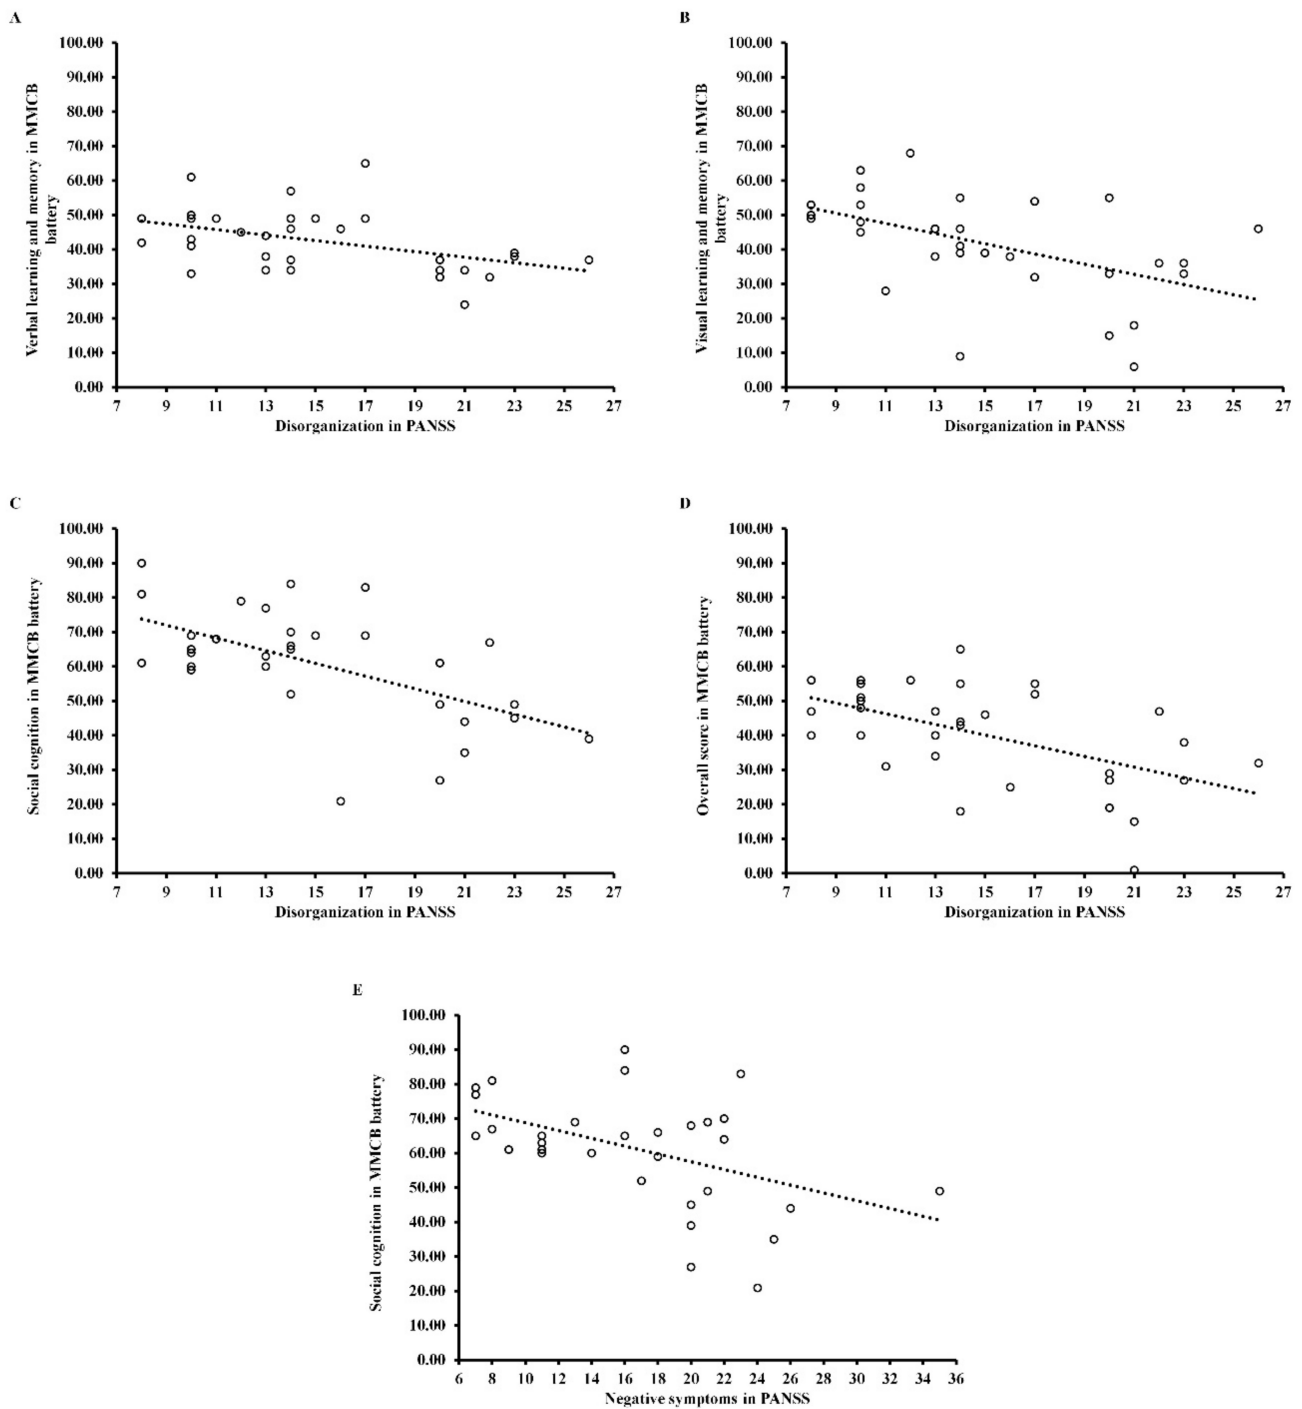 A
100.00
90.00
80.00
70.00
60.00
50.00
40.00
30.00
20.00
10.00
0.00
Verbal learning and memory in MMCB
battery
7 9 11 13 15 17 19 21 23 25 27
Disorganization in PANSS
B
100.00
90.00
80.00
70.00
60.00
50.00
40.00
30.00
20.00
10.00
0.00
Visual learning and memory in MMCB
battery
7 9 11 13 15 17 19 21 23 25 27
Disorganization in PANSS
C
100.00
90.00
80.00
70.00
60.00
50.00
40.00
30.00
20.00
10.00
0.00
Social cognition in MMCB battery
7 9 11 13 15 17 19 21 23 25 27
Disorganization in PANSS
D
100.00
90.00
80.00
70.00
60.00
50.00
40.00
30.00
20.00
10.00
0.00
Overall score in MMCB battery
7 9 11 13 15 17 19 21 23 25 27
Disorganization in PANSS
E
100.00
90.00
80.00
70.00
60.00
50.00
40.00
30.00
20.00
10.00
0.00
Social cognition in MMCB battery
6 8 10 12 14 16 18 20 22 24 26 28 30 32 34 36
Negative symptoms in PANSS